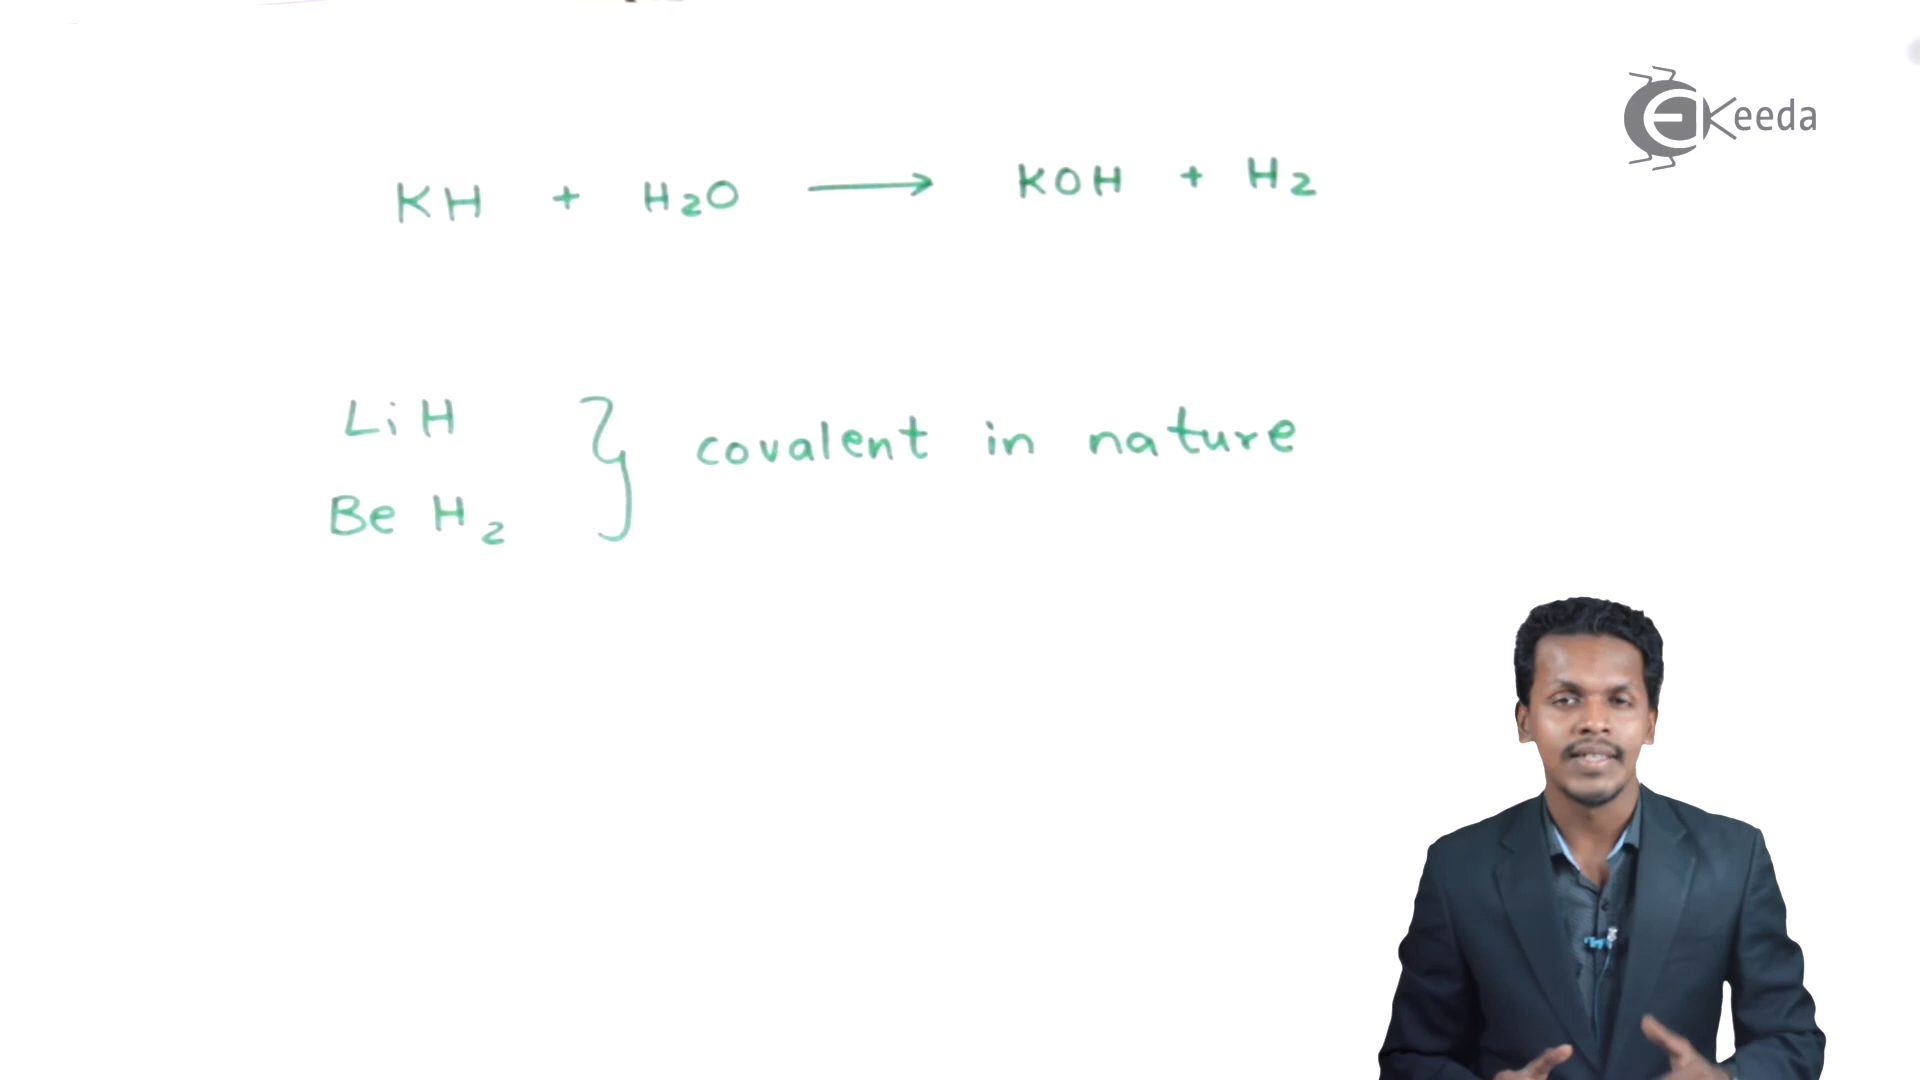 EKeeda
KH + H₂O ⟶ KOH + H₂
LiH
BeH₂
} covalent in nature